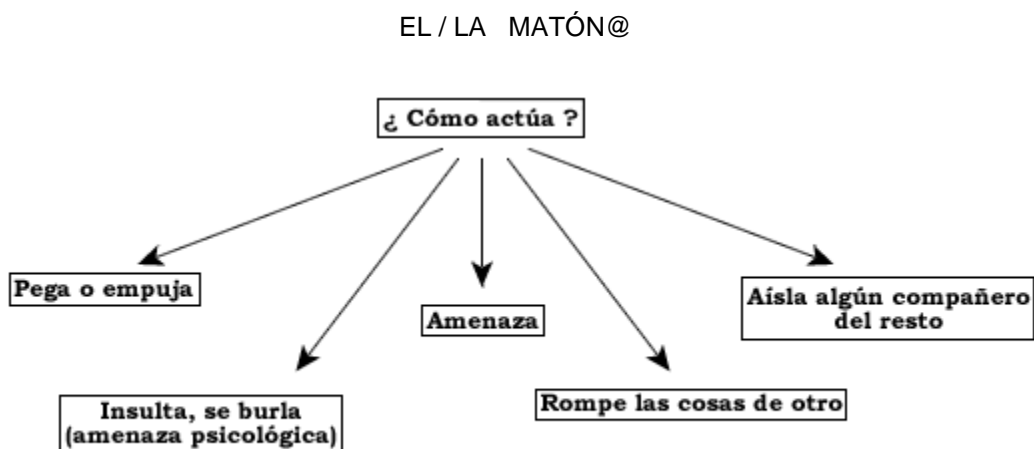 EL / LA MATÓN@
¿ Cómo actúa ?
Pega o empuja
Insulta, se burla
(amenaza psicológica)
Amenaza
Rompe las cosas de otro
Aísla algún compañero
del resto